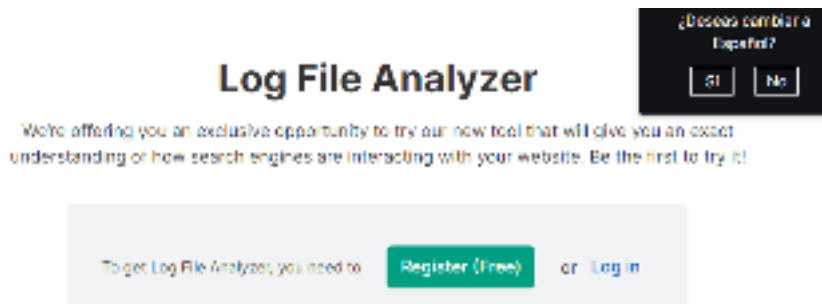 ¿Deseas cambiar a
Español?
Sí No
Log File Analyzer
We're offering you an exclusive opportunity to try our new tool that will give you an exact
understanding of how search engines are interacting with your website. Be the first to try it!
To get Log File Analyzer, you need to Register (Free) or Log in